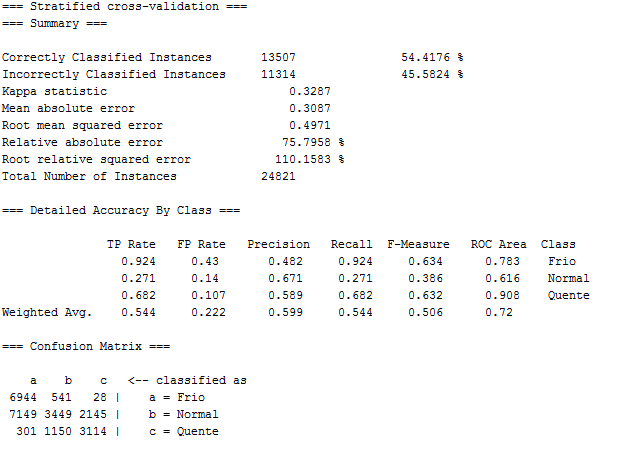 === Stratified cross-validation ===
=== Summary ===
Correctly Classified Instances 13507 54.4176 %
Incorrectly Classified Instances 11314 45.5824 %
Kappa statistic 0.3287
Mean absolute error 0.3087
Root mean squared error 0.4971
Relative absolute error 75.7958 %
Root relative squared error 110.1583 %
Total Number of Instances 24821
=== Detailed Accuracy By Class ===
TP Rate FP Rate Precision Recall F-Measure ROC Area Class
0.924 0.43 0.482 0.924 0.634 0.783 Frio
0.271 0.14 0.671 0.271 0.386 0.616 Normal
0.682 0.107 0.589 0.682 0.632 0.908 Quente
Weighted Avg. 0.544 0.222 0.599 0.544 0.506 0.72
=== Confusion Matrix ===
a b c <-- classified as
6944 541 28 | a = Frio
7149 3449 2145 | b = Normal
301 1150 3114 | c = Quente